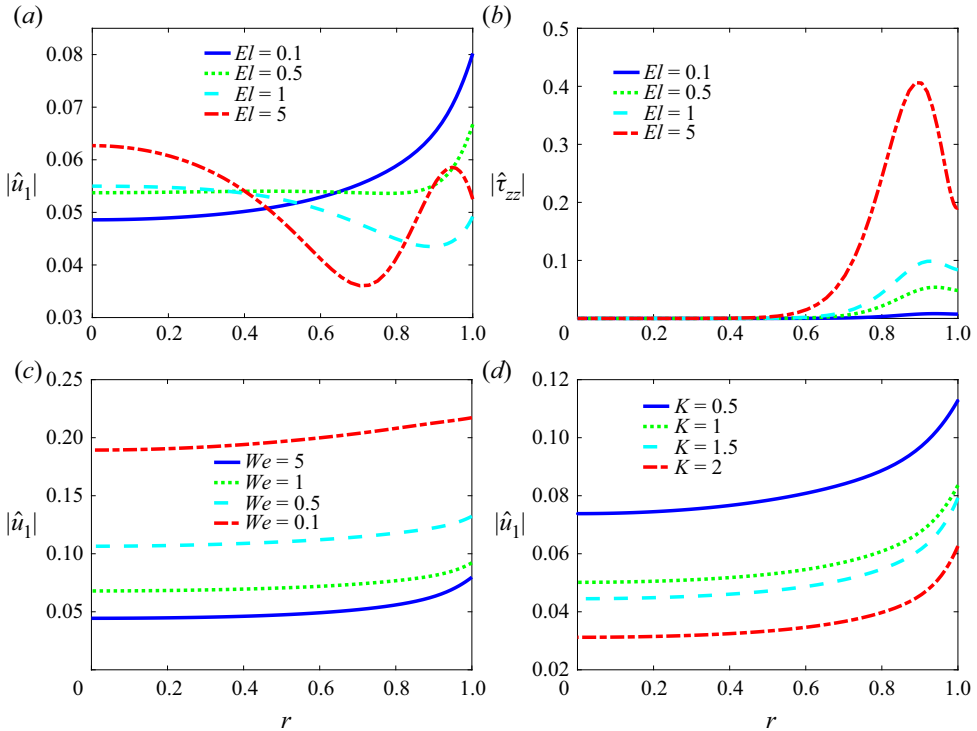 (a)
0.08
0.07
0.06
|û₁|
0.05
0.04
0.03
0 0.2 0.4 0.6 0.8 1.0
El = 0.1
El = 0.5
El = 1
El = 5
(b)
0.5
0.4
0.3
|τ̂zz|
0.2
0.1
0 0.2 0.4 0.6 0.8 1.0
El = 0.1
El = 0.5
El = 1
El = 5
(c)
0.25
0.20
0.15
|û₁|
0.10
0.05
0 0.2 0.4 0.6 0.8 1.0
r
We = 5
We = 1
We = 0.5
We = 0.1
(d)
0.12
0.10
0.08
|û₁|
0.06
0.04
0.02
0 0.2 0.4 0.6 0.8 1.0
r
K = 0.5
K = 1
K = 1.5
K = 2